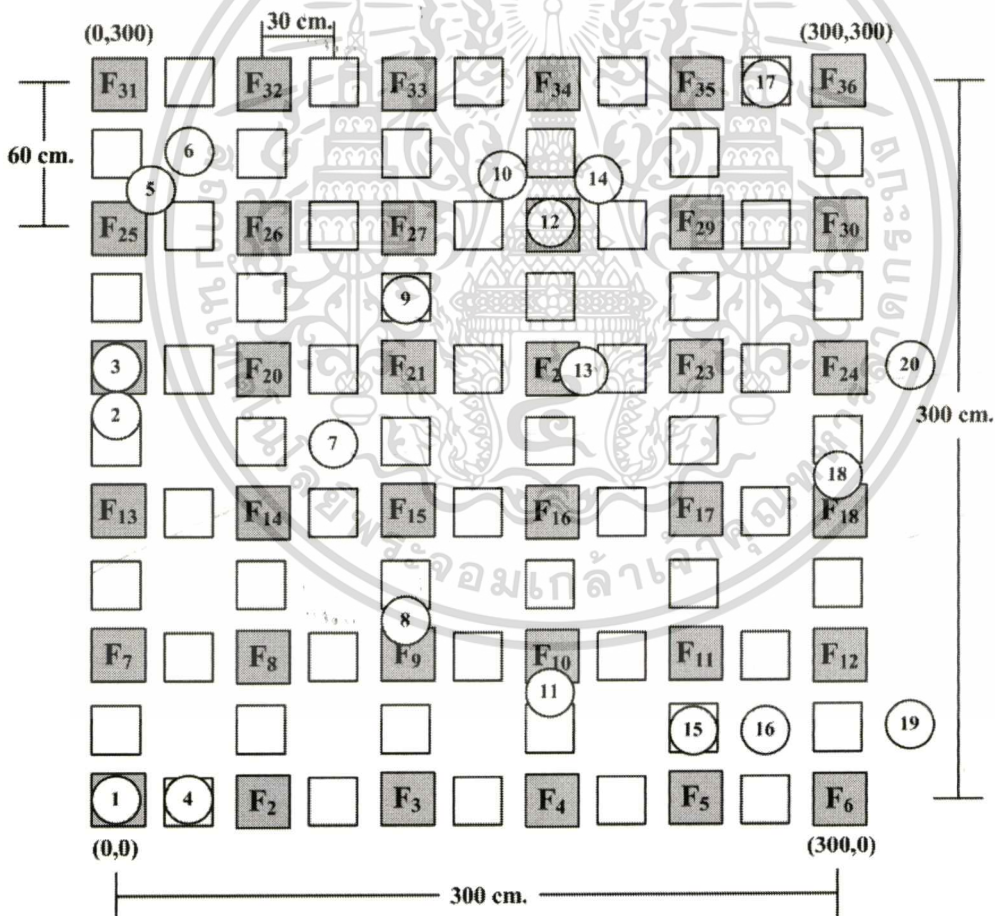 30 cm.
(0,300) (300,300)
F31 F32 F33 F34 F35 17 F36
60 cm.
6
5 10 14
F25 F26 F27 12 F29 F30
9
3 F20 F21 F2 13 F23 F24 20
2
300 cm.
7
18
F13 F14 F15 F16 F17 F18
8
F7 F8 F9 F10 F11 F12
11
15 16 19
1 4 F2 F3 F4 F5 F6
(0,0) (300,0)
300 cm.